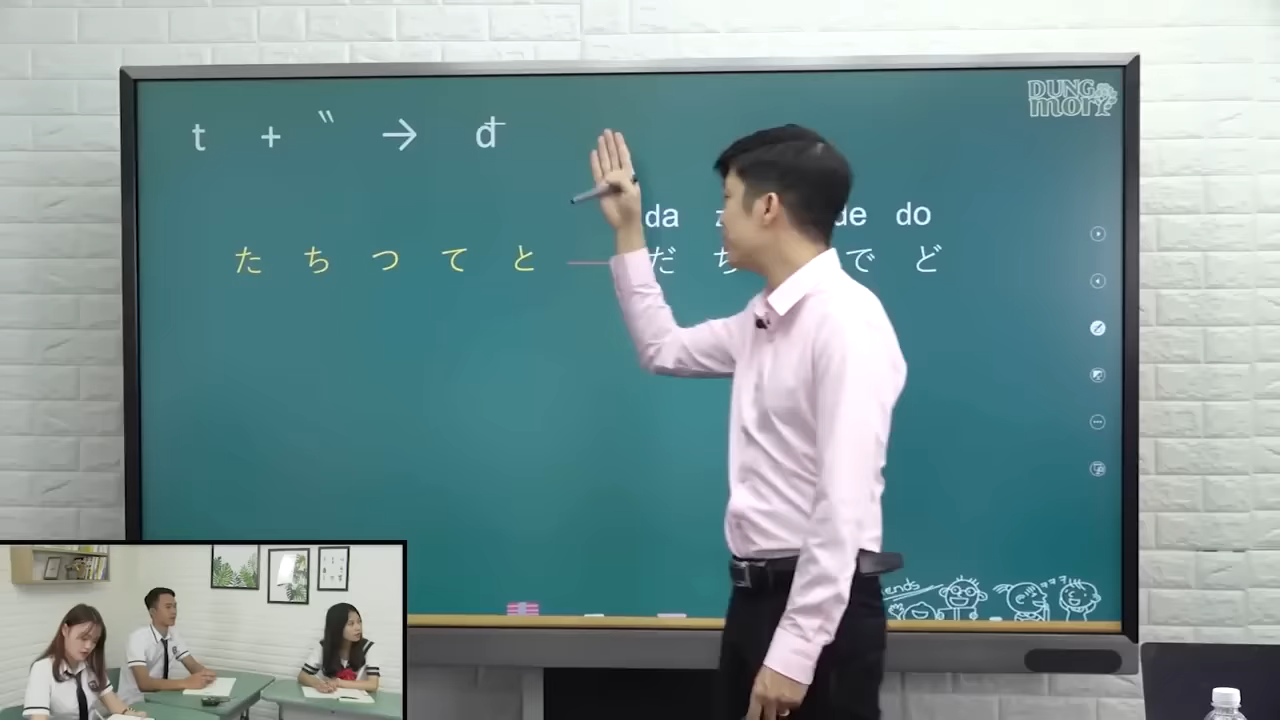 DUNG
mori
t + 〃 → đ
da de do
たちつてと だ で ど